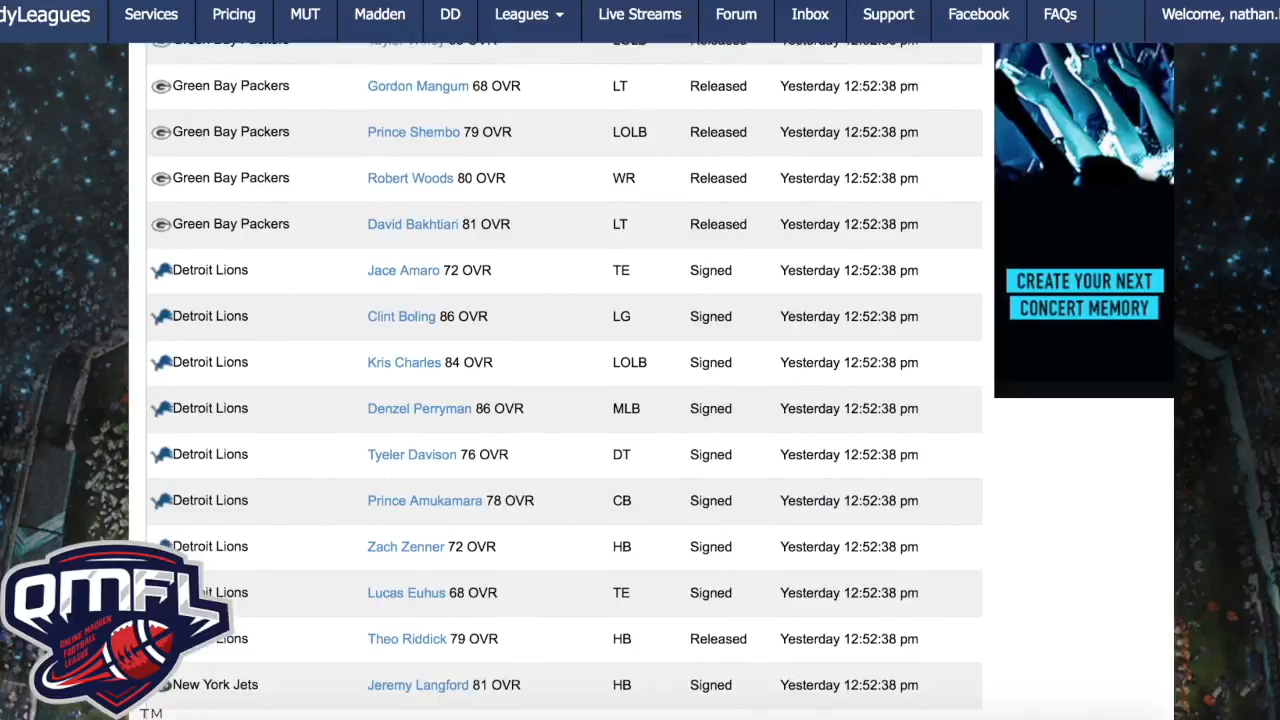 dyLeagues Services Pricing MUT Madden DD Leagues Live Streams Forum Inbox Support Facebook FAQs Welcome, nathan.
Green Bay Packers Gordon Mangum 68 OVR LT Released Yesterday 12:52:38 pm
Green Bay Packers Prince Shembo 79 OVR LOLB Released Yesterday 12:52:38 pm
Green Bay Packers Robert Woods 80 OVR WR Released Yesterday 12:52:38 pm
Green Bay Packers David Bakhtiari 81 OVR LT Released Yesterday 12:52:38 pm
Detroit Lions Jace Amaro 72 OVR TE Signed Yesterday 12:52:38 pm
CREATE YOUR NEXT
CONCERT MEMORY
Detroit Lions Clint Boling 86 OVR LG Signed Yesterday 12:52:38 pm
Detroit Lions Kris Charles 84 OVR LOLB Signed Yesterday 12:52:38 pm
Detroit Lions Denzel Perryman 86 OVR MLB Signed Yesterday 12:52:38 pm
Detroit Lions Tyeler Davison 76 OVR DT Signed Yesterday 12:52:38 pm
Detroit Lions Prince Amukamara 78 OVR CB Signed Yesterday 12:52:38 pm
Detroit Lions Zach Zenner 72 OVR HB Signed Yesterday 12:52:38 pm
it Lions Lucas Euhus 68 OVR TE Signed Yesterday 12:52:38 pm
Lions Theo Riddick 79 OVR HB Released Yesterday 12:52:38 pm
New York Jets Jeremy Langford 81 OVR HB Signed Yesterday 12:52:38 pm
OMFL
ONLINE MADDEN
FOOTBALL
LEAGUE
TM